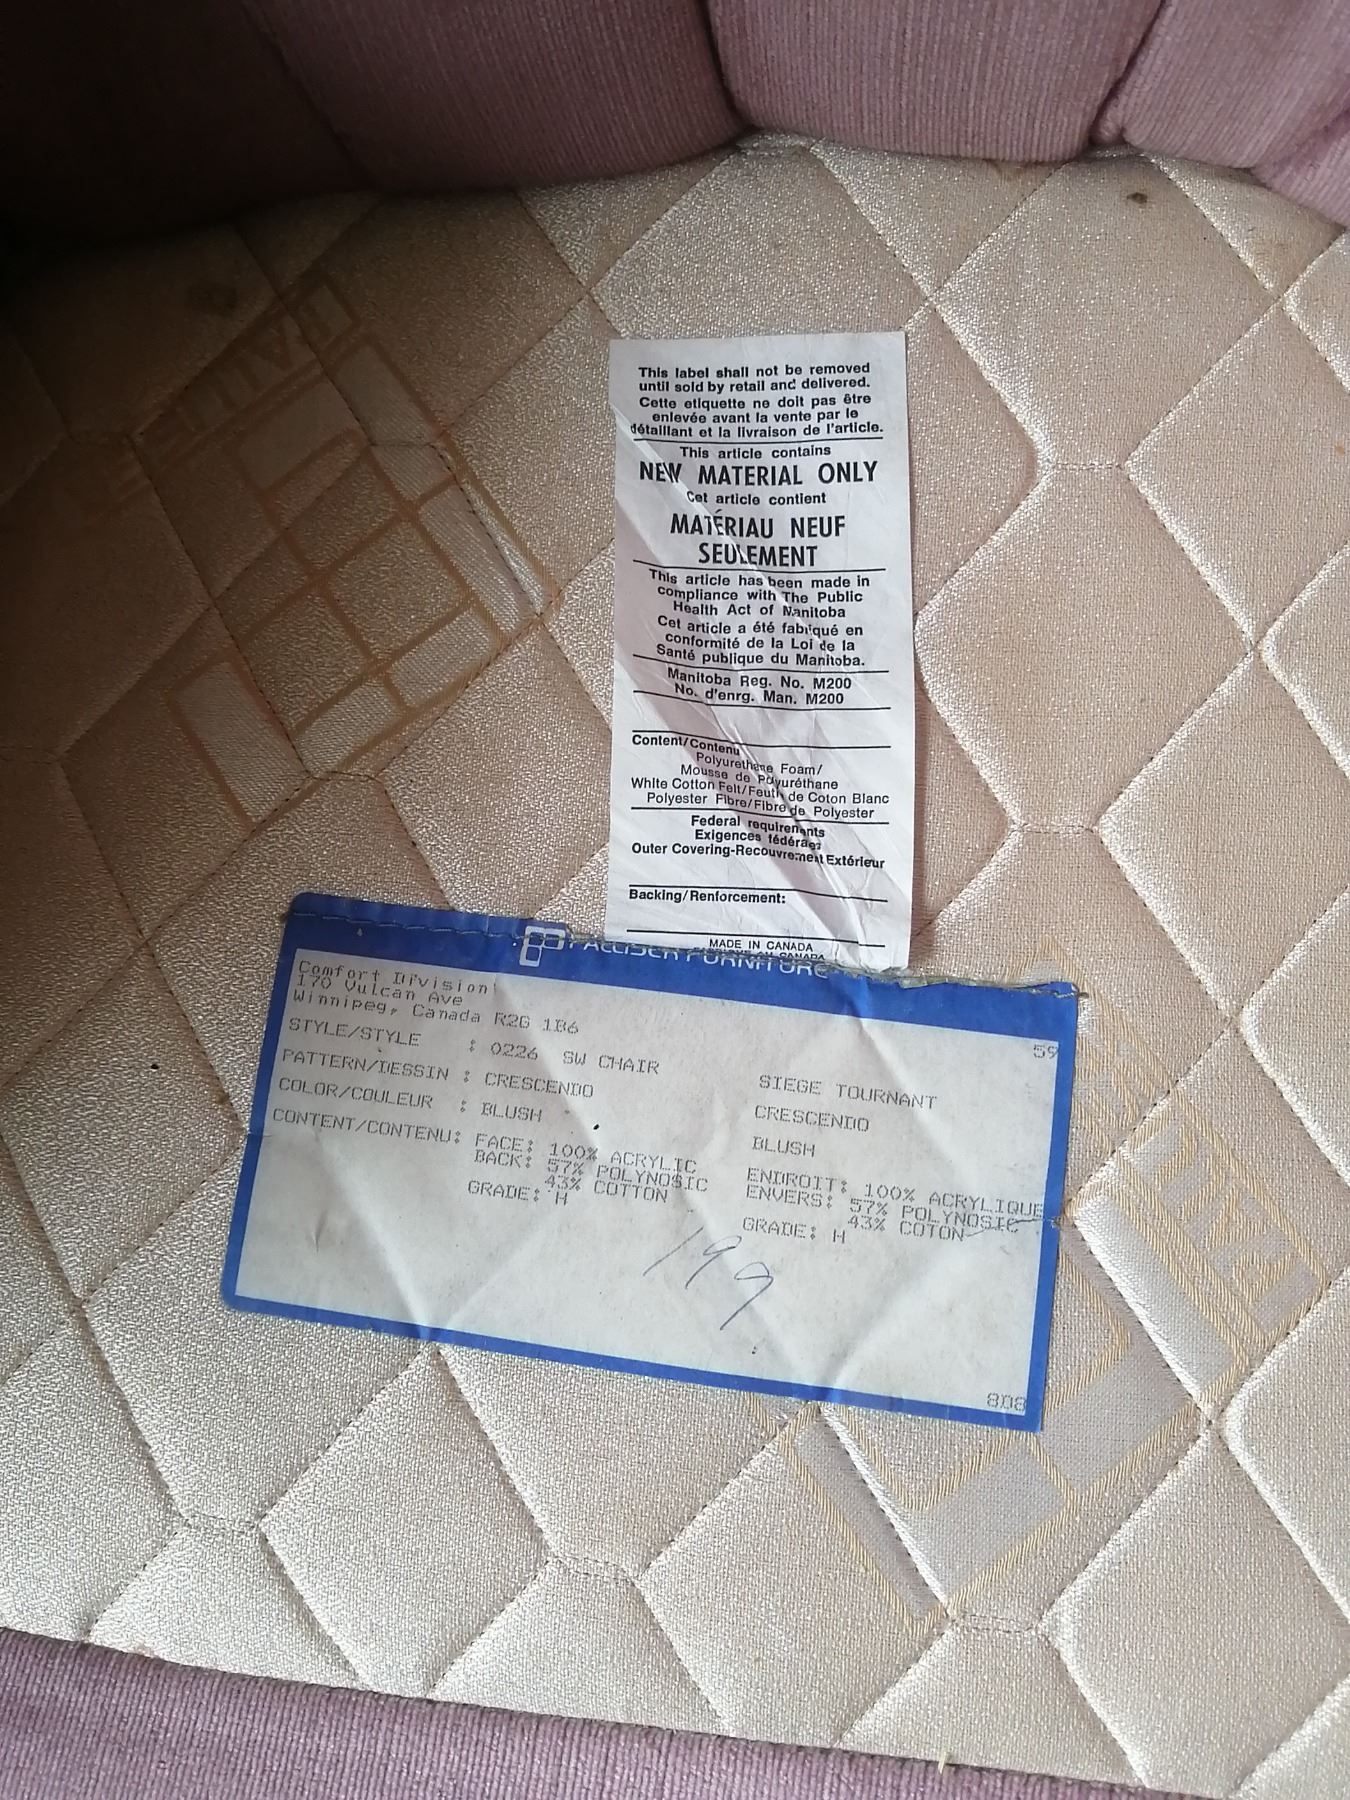 This label shall not be removed
until sold by retail and delivered.
Cette etiquette ne doit pas être
enlevée avant la vente par le
détaillant et la livraison de l'article.
This article contains
NEW MATERIAL ONLY
Cet article contient
MATÉRIAU NEUF
SEULEMENT
This article has been made in
compliance with The Public
Health Act of Manitoba
Cet article a été fabriqué en
conformité de la Loi de la
Santé publique du Manitoba.
Manitoba Reg. No. M200
No. d'enrg. Man. M200
Content/Contenu
Polyurethane Foam/
Mousse de Polyuréthane
White Cotton Felt/Feutre de Coton Blanc
Polyester Fibre/Fibre de Polyester
Federal requirements
Exigences fédérales
Outer Covering-Recouvrement Extérieur
Backing/Renforcement:
MADE IN CANADA
PALLISER FURNITURE
Comfort Division
170 Vulcan Ave
Winnipeg, Canada R2G 1B6
59
STYLE/STYLE : 0226 SW CHAIR SIEGE TOURNANT
PATTERN/DESSIN : CRESCENDO CRESCENDO
COLOR/COULEUR : BLUSH BLUSH
CONTENT/CONTENU: FACE: 100% ACRYLIC ENDROIT: 100% ACRYLIQUE
BACK: 57% POLYNOSIC ENVERS: 57% POLYNOSIC
43% COTTON 43% COTON
GRADE: H GRADE: H
199
808